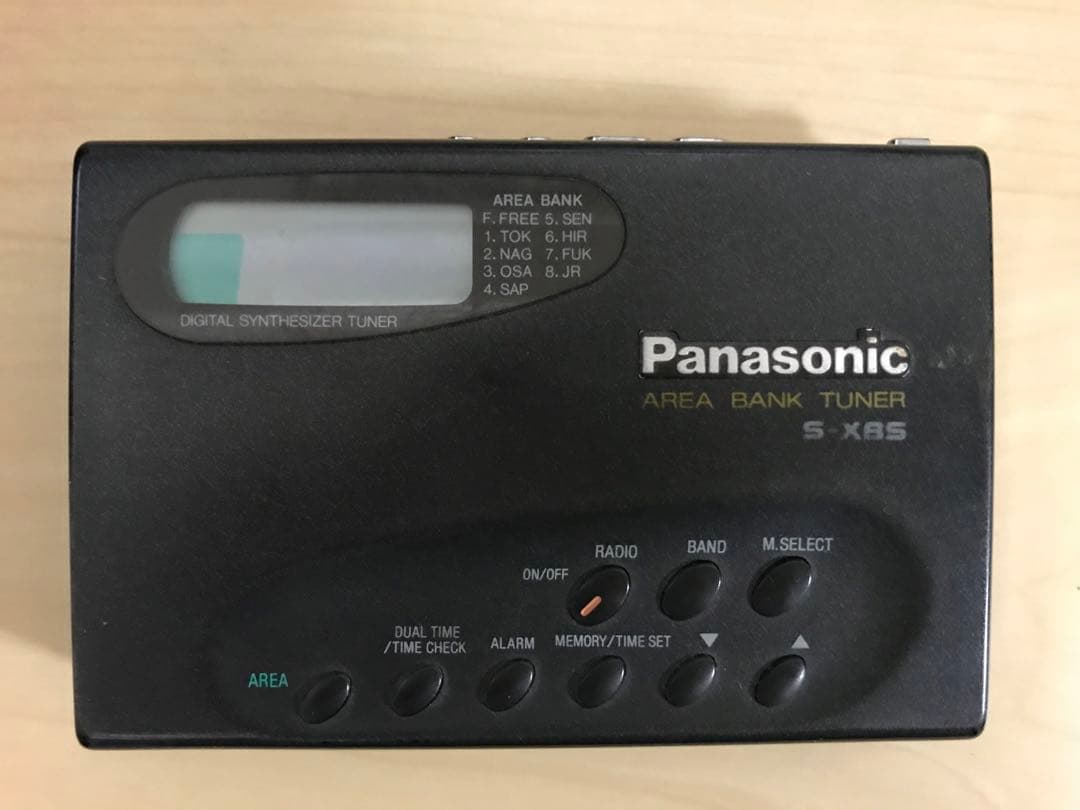 AREA BANK
F. FREE 5. SEN
1. TOK 6. HIR
2. NAG 7. FUK
3. OSA 8. JR
4. SAP
DIGITAL SYNTHESIZER TUNER
Panasonic
AREA BANK TUNER
S-XBS
RADIO BAND M.SELECT
ON/OFF
DUAL TIME
/TIME CHECK ALARM MEMORY/TIME SET ▼ ▲
AREA